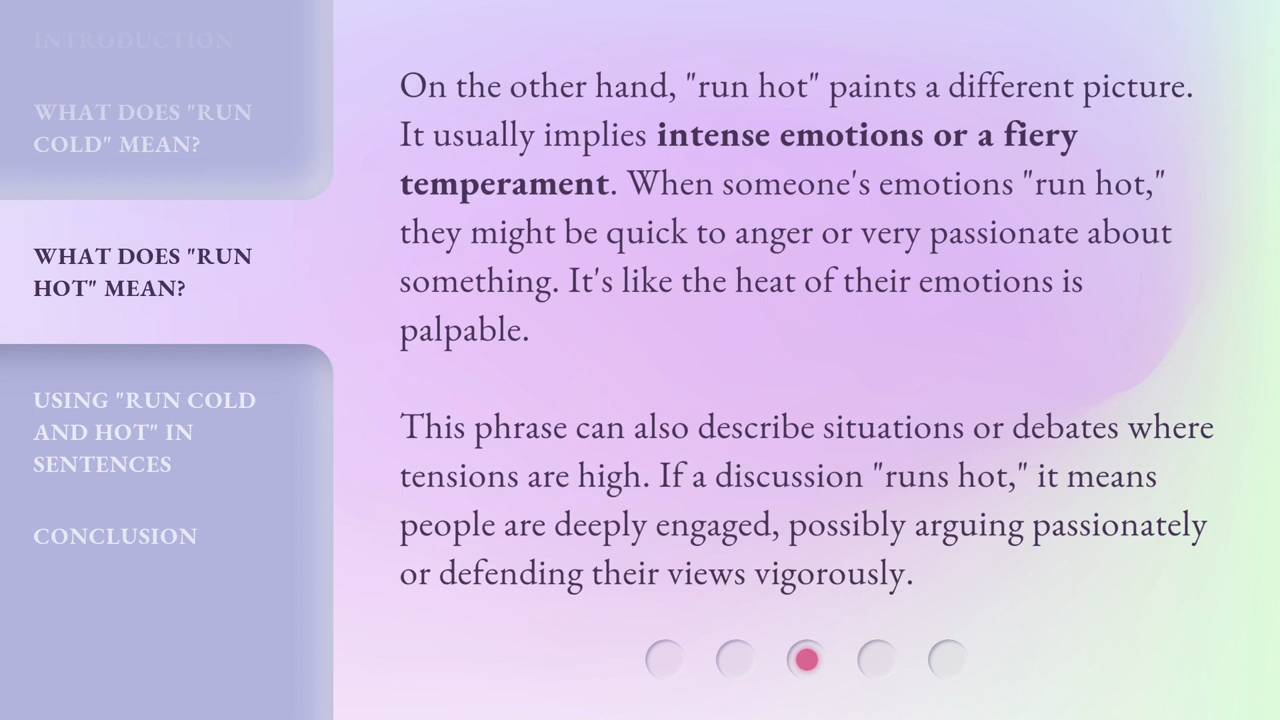 INTRODUCTION
WHAT DOES "RUN
COLD" MEAN?
WHAT DOES "RUN
HOT" MEAN?
USING "RUN COLD
AND HOT" IN
SENTENCES
CONCLUSION
On the other hand, "run hot" paints a different picture.
It usually implies intense emotions or a fiery
temperament. When someone's emotions "run hot,"
they might be quick to anger or very passionate about
something. It's like the heat of their emotions is
palpable.
This phrase can also describe situations or debates where
tensions are high. If a discussion "runs hot," it means
people are deeply engaged, possibly arguing passionately
or defending their views vigorously.